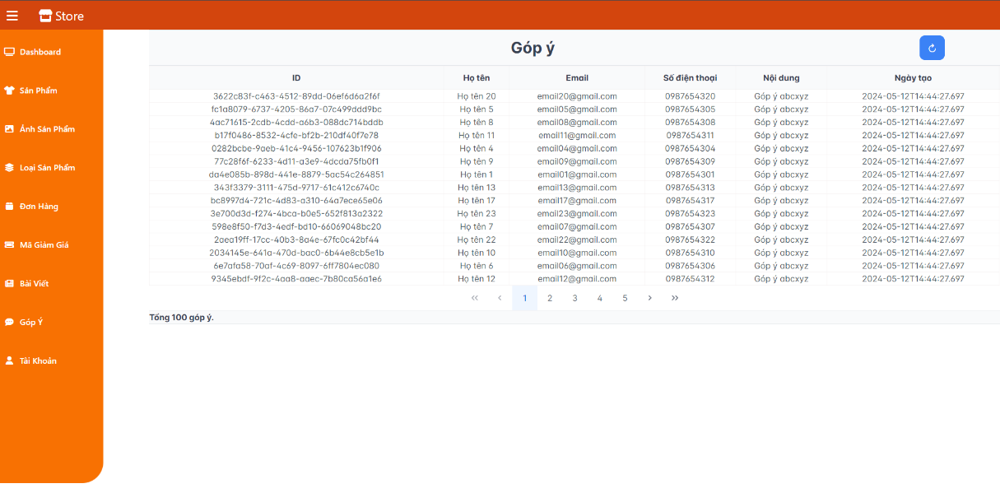 Store
Dashboard
Sản Phẩm
Ảnh Sản Phẩm
Loại Sản Phẩm
Đơn Hàng
Mã Giảm Giá
Bài Viết
Góp Ý
Tài Khoản
Góp ý
ID Họ tên Email Số điện thoại Nội dung Ngày tạo
3622c83f-c463-4512-89dd-06ef6d6a2f6f Họ tên 20 email20@gmail.com 0987654320 Góp ý abcxyz 2024-05-12T14:44:27.697
fc1a8079-6737-4205-86a7-07c499ddd9bc Họ tên 5 email05@gmail.com 0987654305 Góp ý abcxyz 2024-05-12T14:44:27.697
4ac71615-2cdb-4cdd-a6b3-088dc714bddb Họ tên 8 email08@gmail.com 0987654308 Góp ý abcxyz 2024-05-12T14:44:27.697
b17f0486-8532-4cfe-bf2b-210df40f7e78 Họ tên 11 email11@gmail.com 0987654311 Góp ý abcxyz 2024-05-12T14:44:27.697
0282bcbe-9aeb-41c4-9456-107623b1f906 Họ tên 4 email04@gmail.com 0987654304 Góp ý abcxyz 2024-05-12T14:44:27.697
77c28f6f-6233-4d11-a3e9-4dcda75fb0f1 Họ tên 9 email09@gmail.com 0987654309 Góp ý abcxyz 2024-05-12T14:44:27.697
da4e085b-898d-441e-8879-5ac54c264851 Họ tên 1 email01@gmail.com 0987654301 Góp ý abcxyz 2024-05-12T14:44:27.697
343f3379-3111-475d-9717-61c412c6740c Họ tên 13 email13@gmail.com 0987654313 Góp ý abcxyz 2024-05-12T14:44:27.697
bc8997d4-721c-4d83-a310-64a7ece65e06 Họ tên 17 email17@gmail.com 0987654317 Góp ý abcxyz 2024-05-12T14:44:27.697
3e700d3d-f274-4bca-b0e5-652f813a2322 Họ tên 23 email23@gmail.com 0987654323 Góp ý abcxyz 2024-05-12T14:44:27.697
598e8f50-f7d3-4edf-bd10-66069048bc20 Họ tên 7 email07@gmail.com 0987654307 Góp ý abcxyz 2024-05-12T14:44:27.697
2aea19ff-17cc-40b3-8a4e-67fc0c42bf44 Họ tên 22 email22@gmail.com 0987654322 Góp ý abcxyz 2024-05-12T14:44:27.697
2034145e-641a-470d-bac0-6b44e8cb5e1b Họ tên 10 email10@gmail.com 0987654310 Góp ý abcxyz 2024-05-12T14:44:27.697
6e7afa58-70af-4c69-8097-6ff7804ec080 Họ tên 6 email06@gmail.com 0987654306 Góp ý abcxyz 2024-05-12T14:44:27.697
9345ebdf-9f2c-4aa8-aaec-7b80ca56a1e6 Họ tên 12 email12@gmail.com 0987654312 Góp ý abcxyz 2024-05-12T14:44:27.697
1 2 3 4 5
Tổng 100 góp ý.